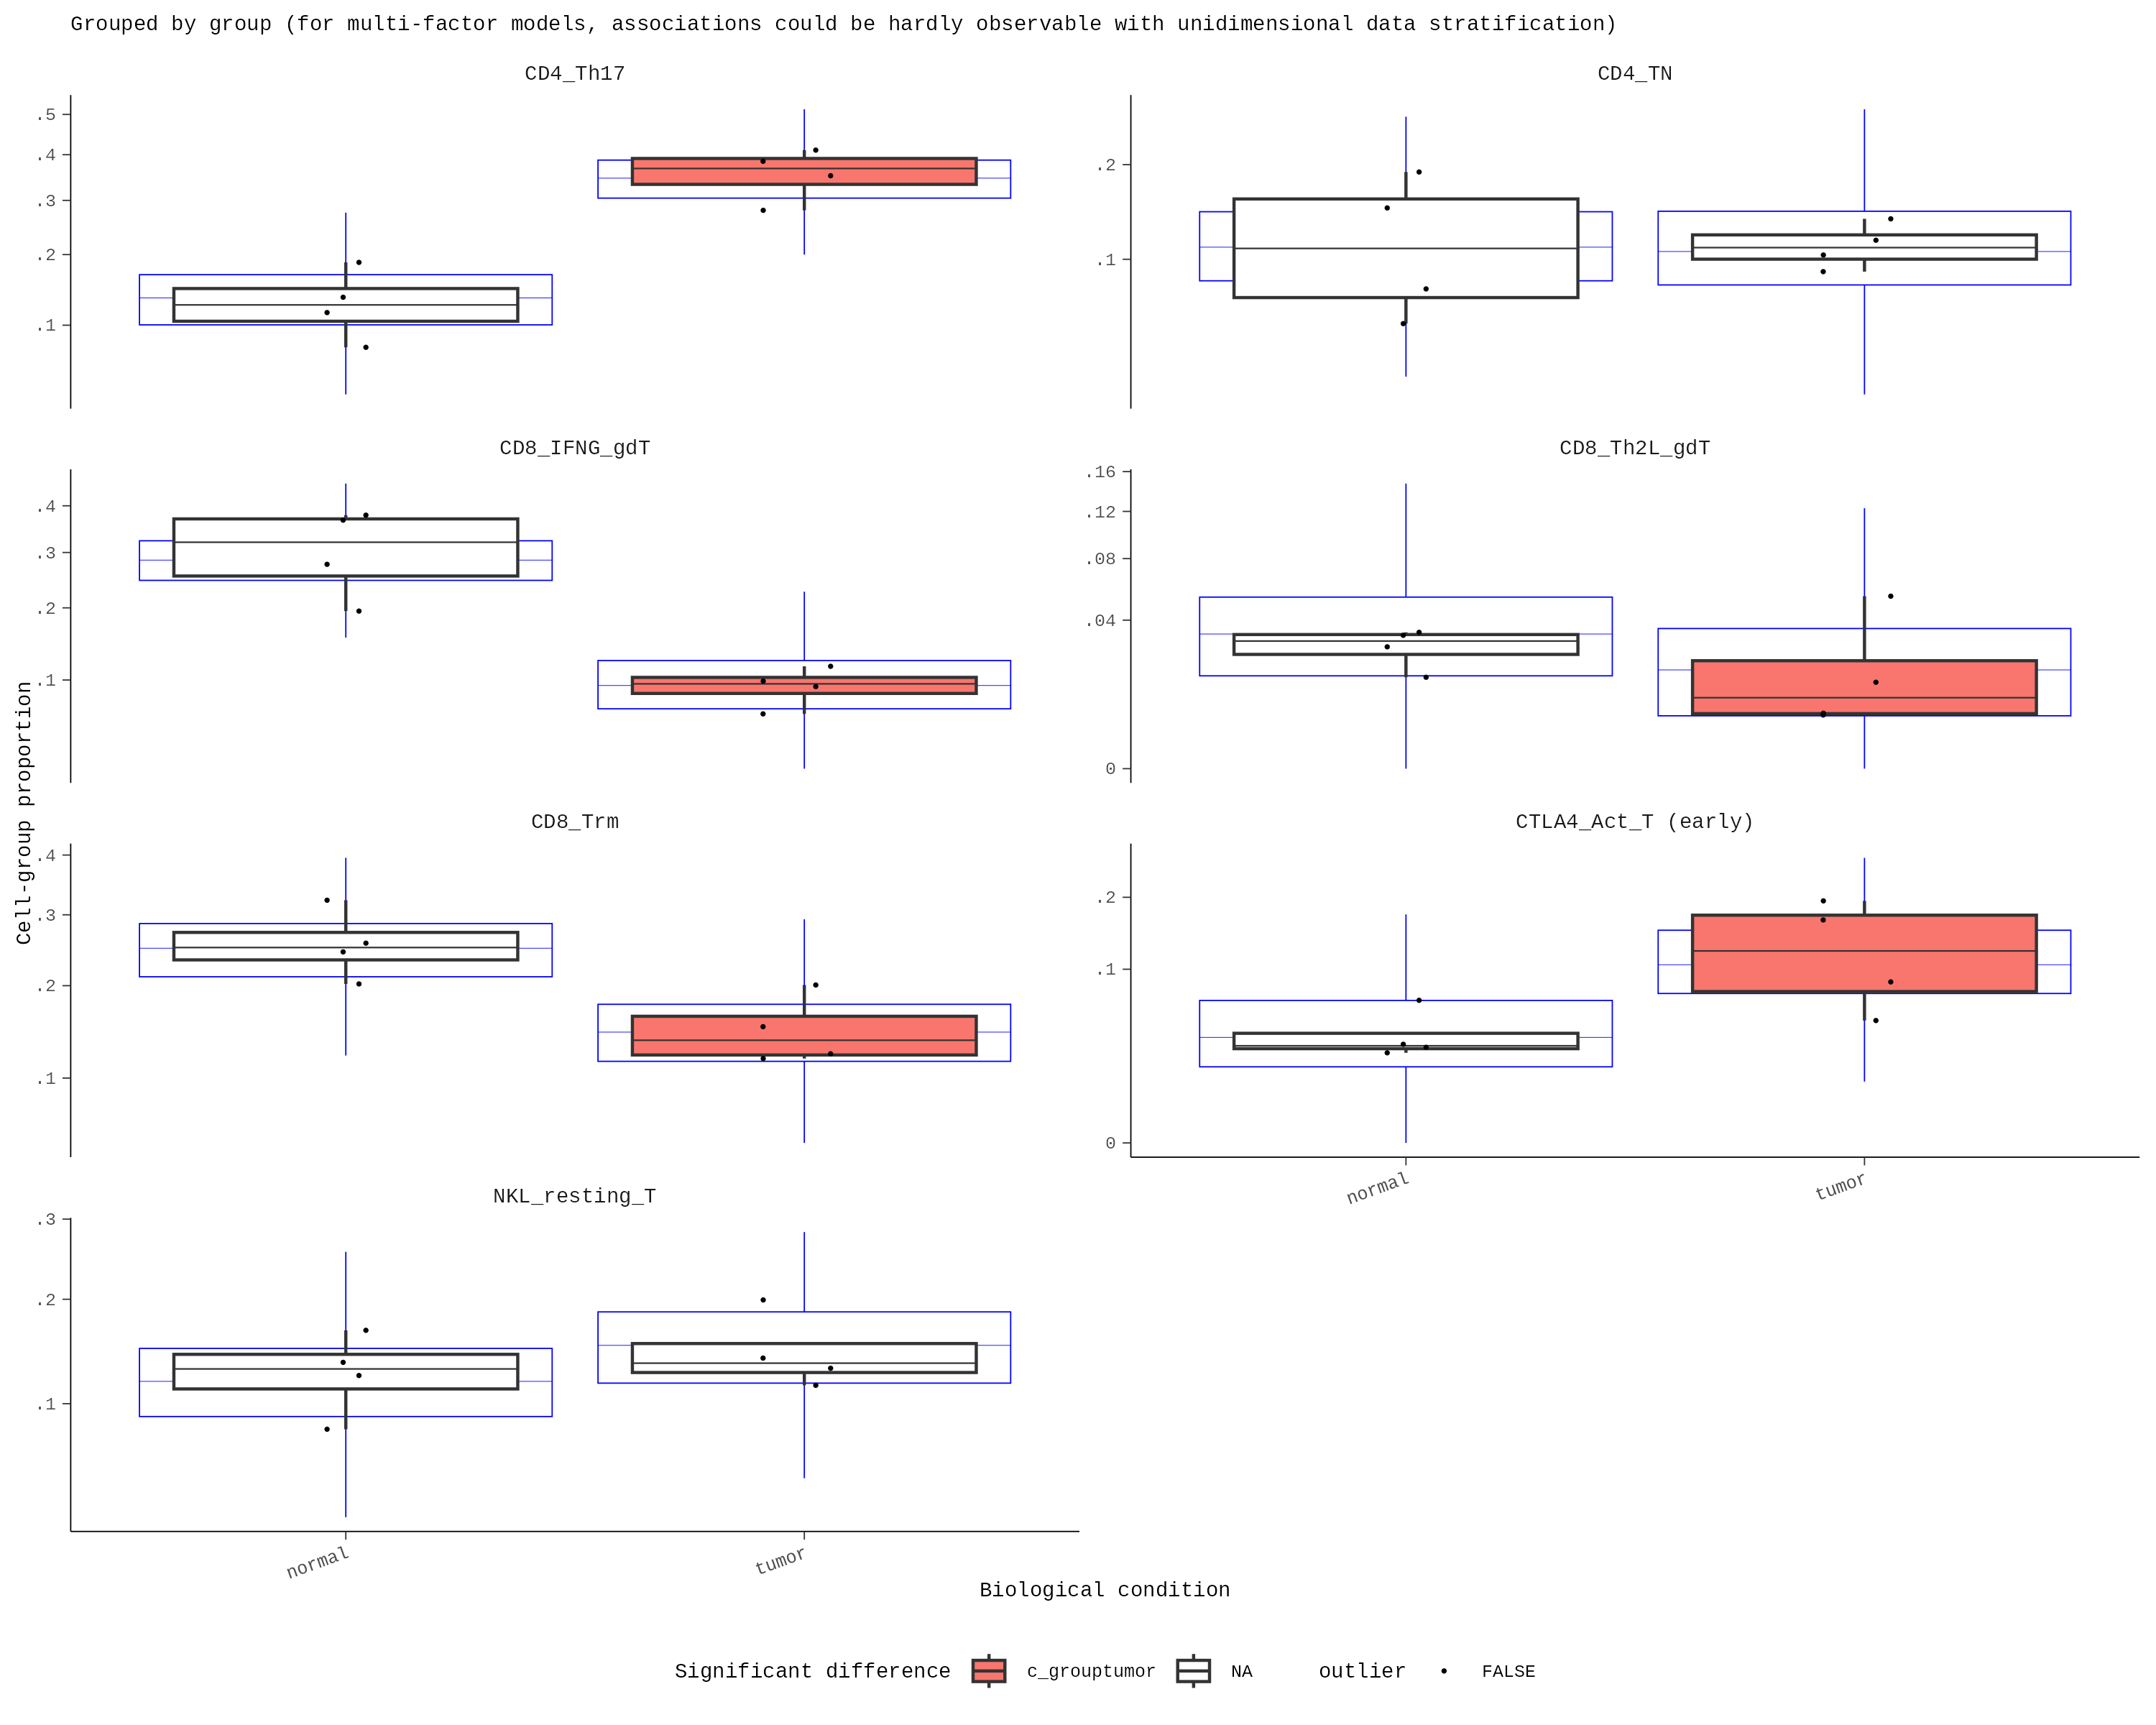 Grouped by group (for multi-factor models, associations could be hardly observable with unidimensional data stratification)
CD4_Th17
CD4_TN
.5
.4
.3
.2
.1
.2
.1
CD8_IFNG_gdT
CD8_Th2L_gdT
.4
.3
.2
.1
.16
.12
.08
.04
0
Cell-group proportion
CD8_Trm
CTLA4_Act_T (early)
.4
.3
.2
.1
.2
.1
0
normal
tumor
NKL_resting_T
.3
.2
.1
normal
tumor
Biological condition
Significant difference c_grouptumor NA outlier FALSE